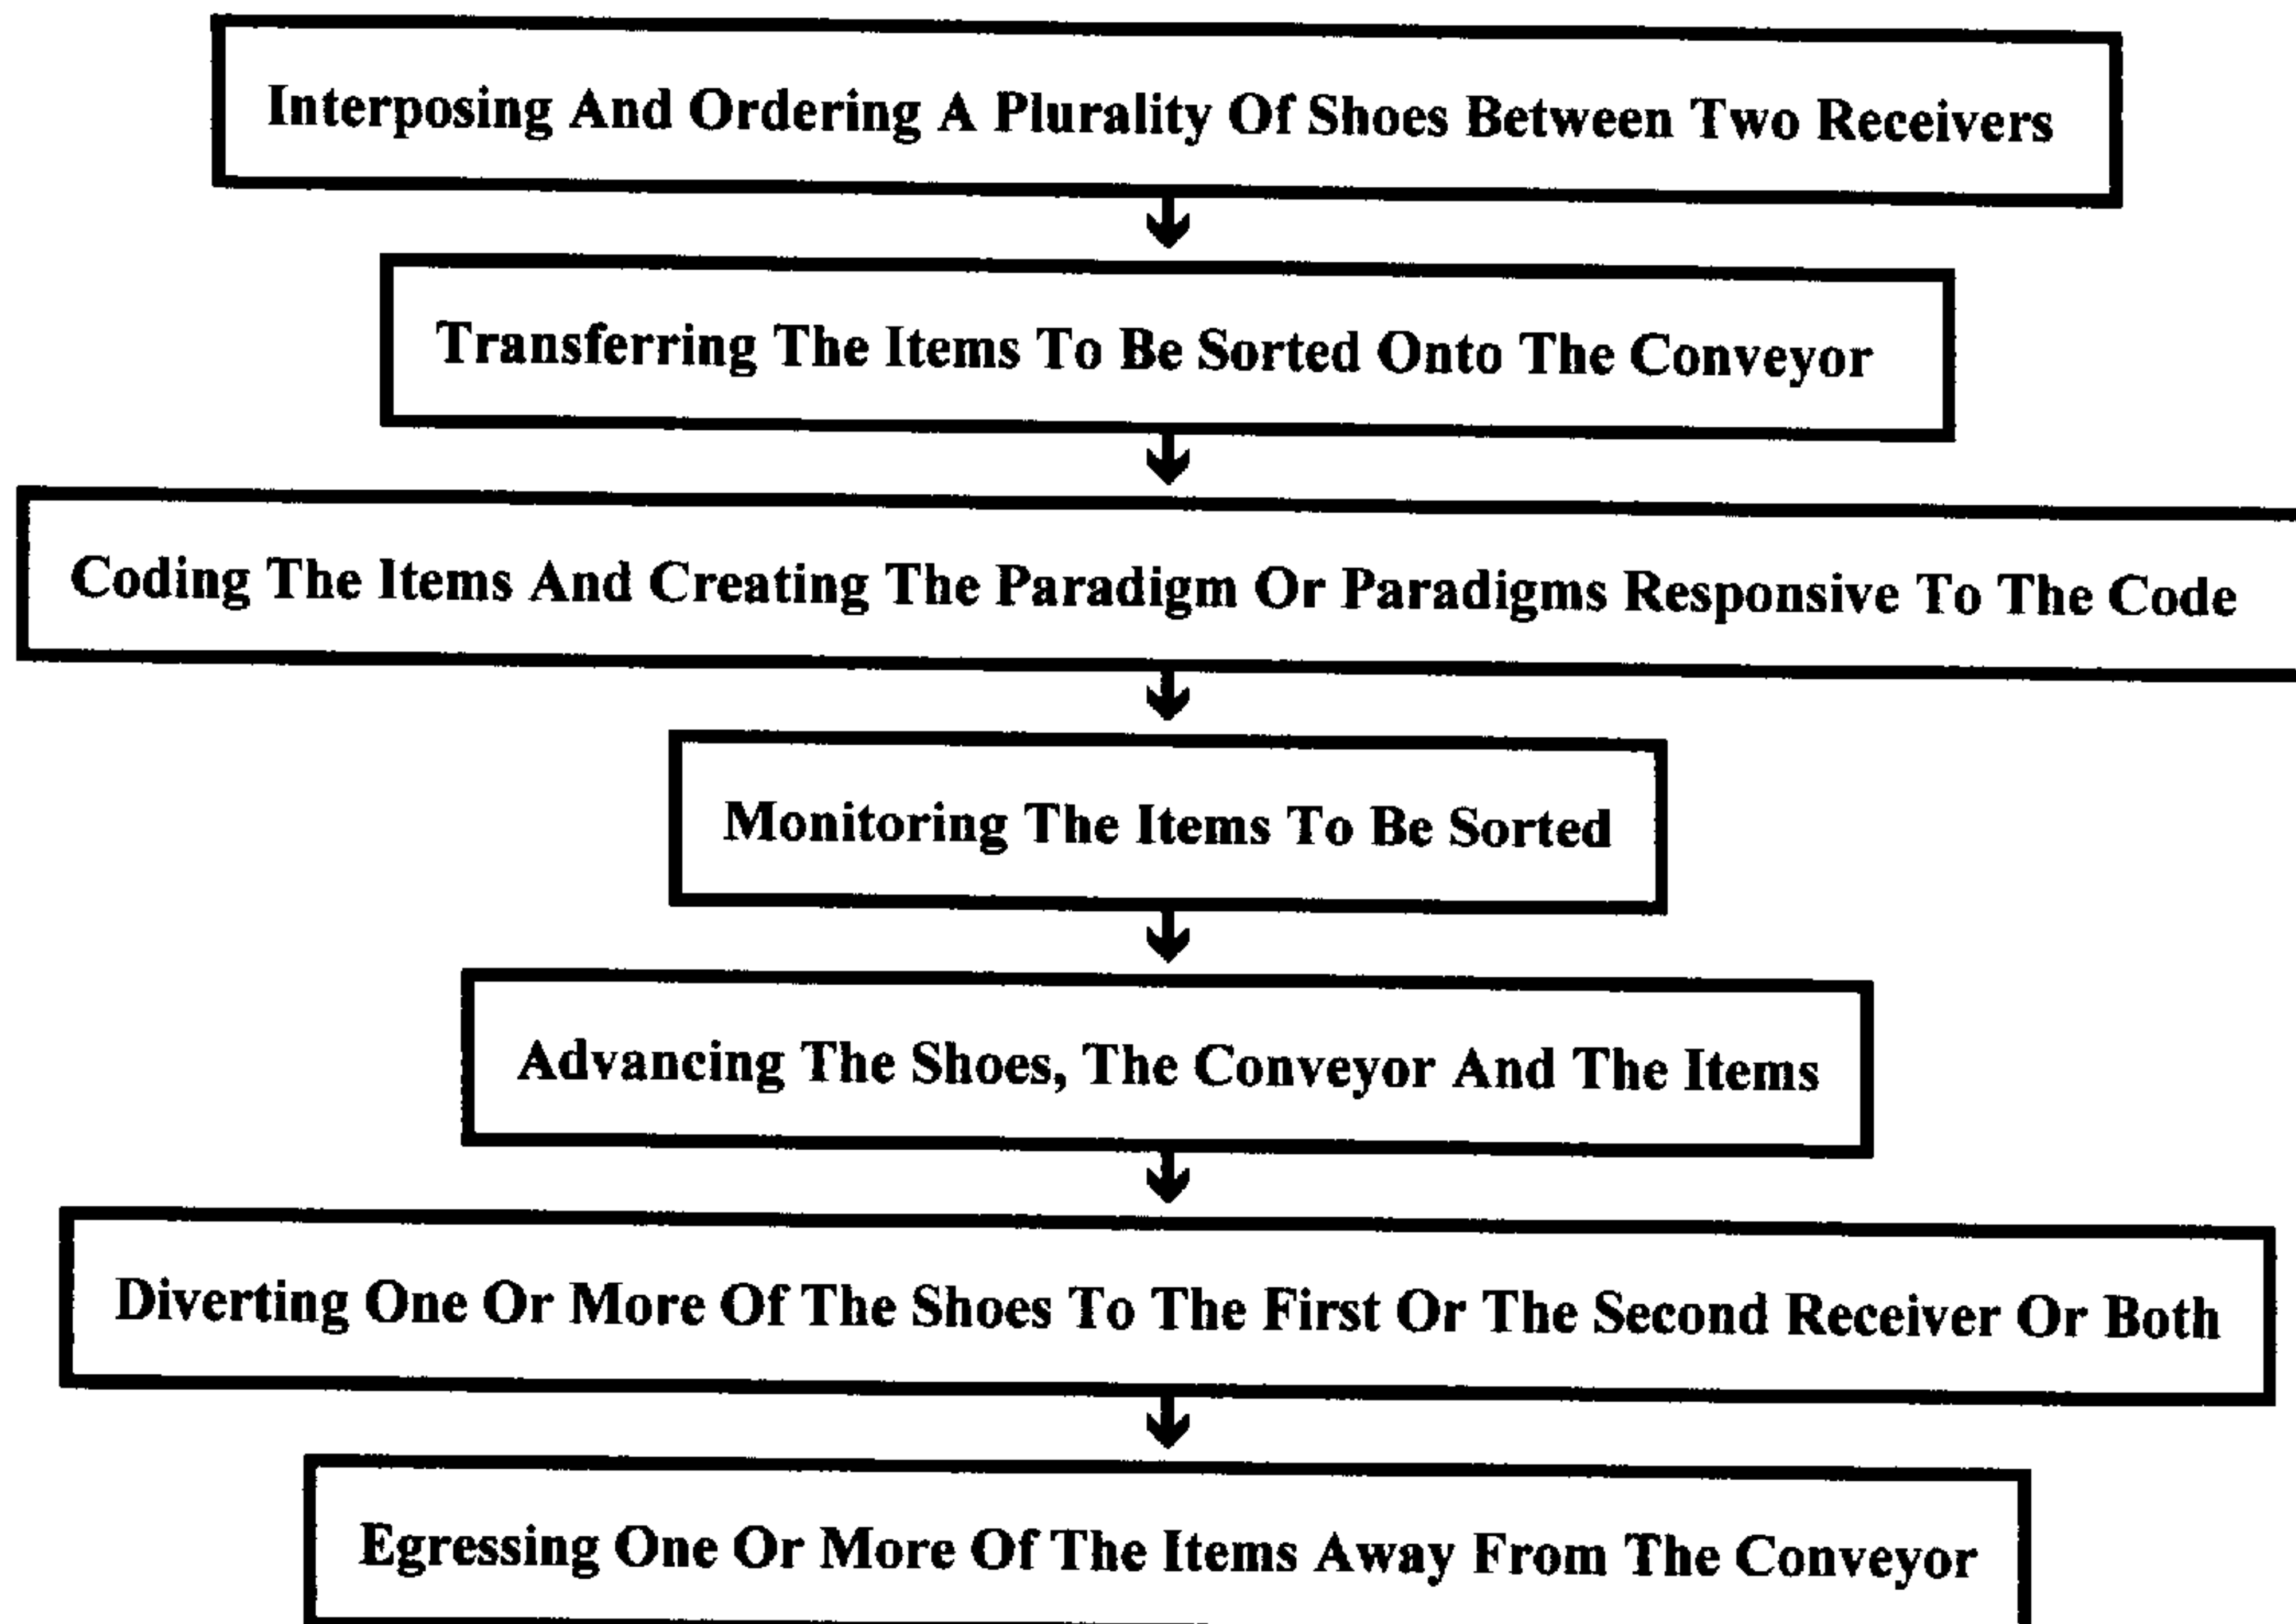 Interposing And Ordering A Plurality Of Shoes Between Two Receivers
Transferring The Items To Be Sorted Onto The Conveyor
Coding The Items And Creating The Paradigm Or Paradigms Responsive To The Code
Monitoring The Items To Be Sorted
Advancing The Shoes, The Conveyor And The Items
Diverting One Or More Of The Shoes To The First Or The Second Receiver Or Both
Egressing One Or More Of The Items Away From The Conveyor